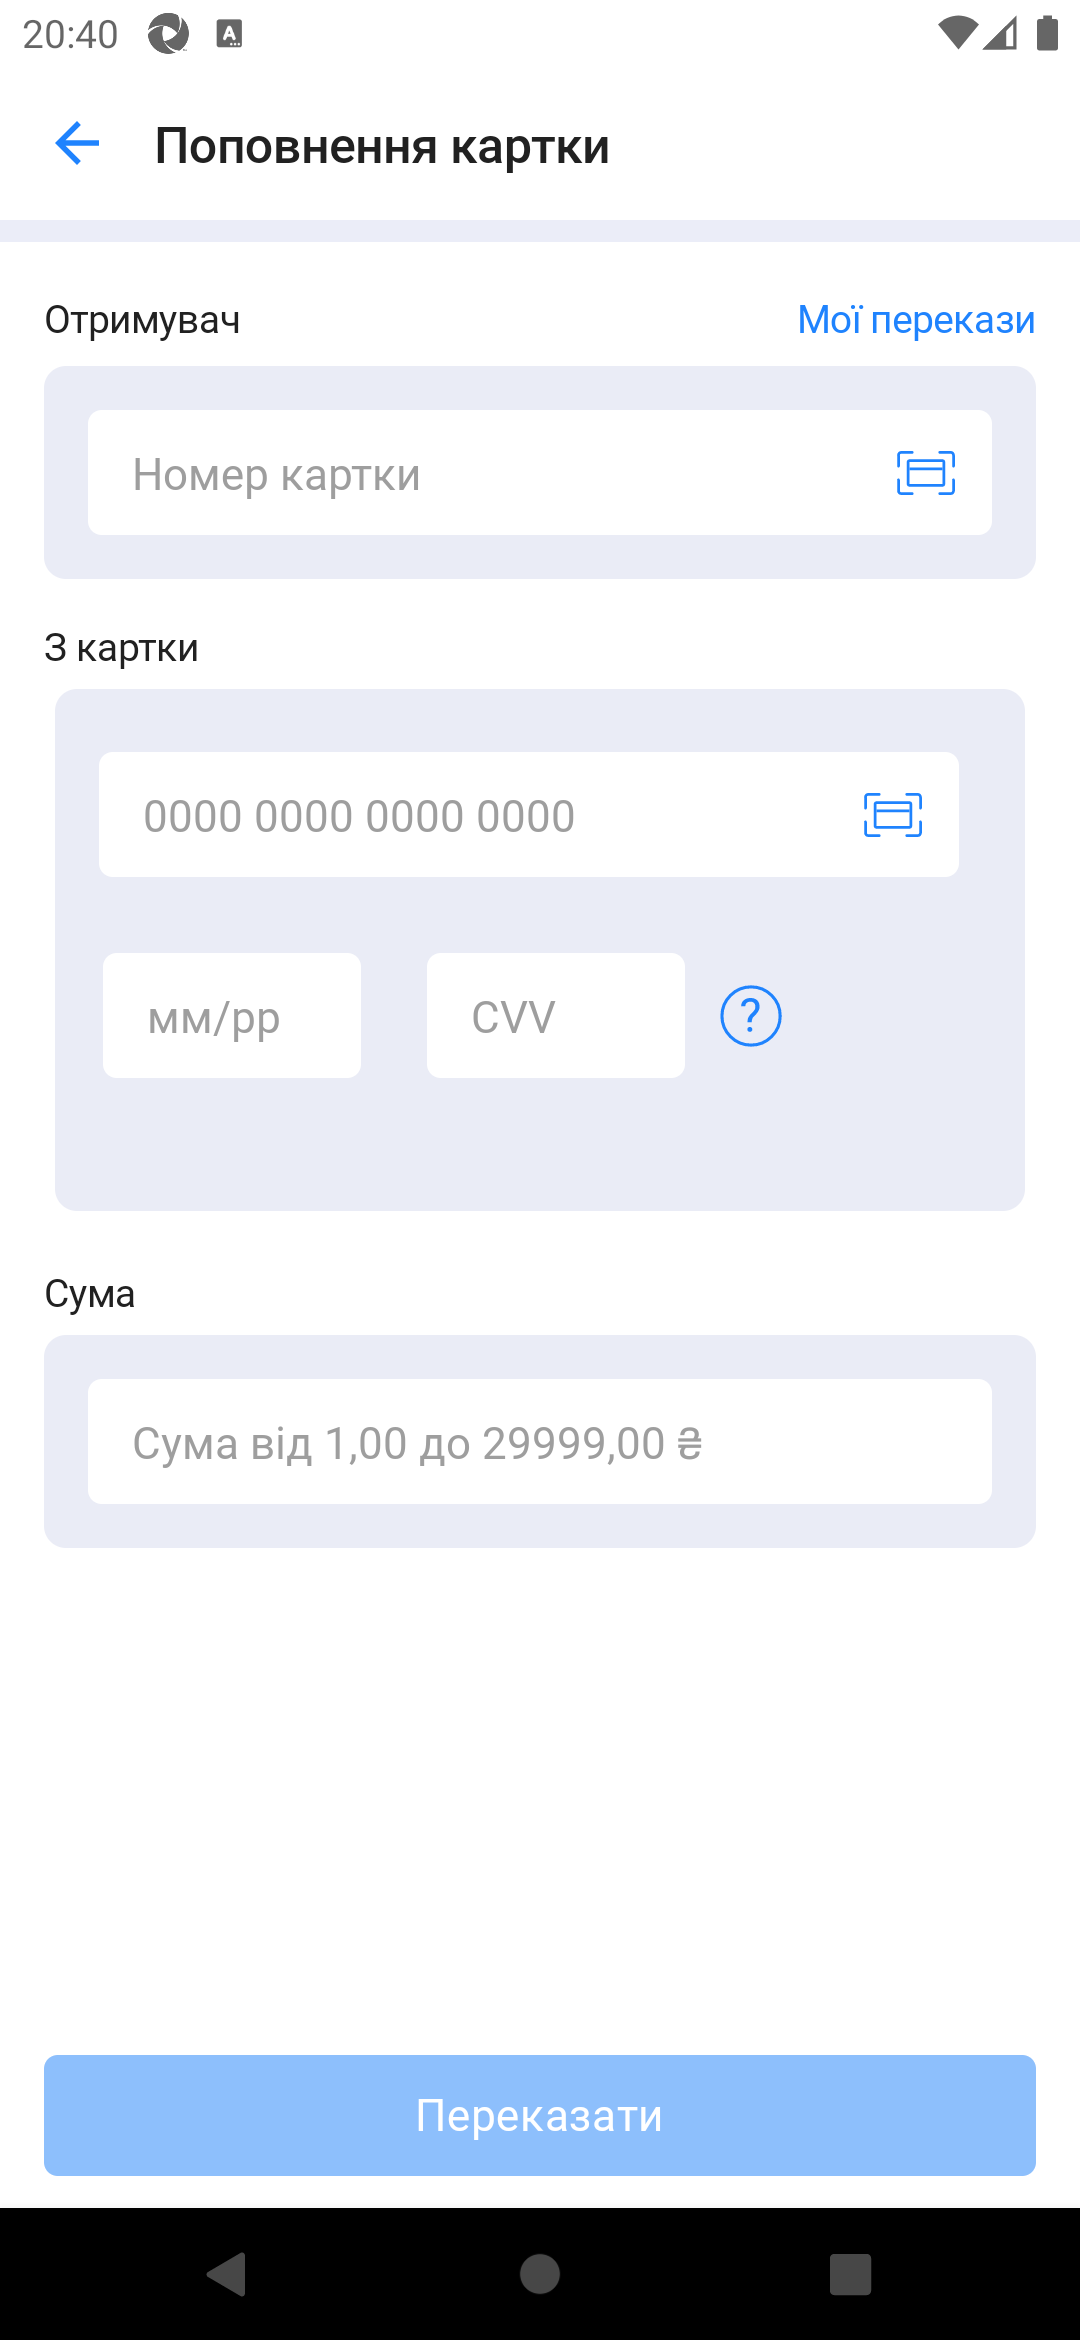 20:40
Поповнення картки
Отримувач
Мої перекази
Номер картки
З картки
0000 0000 0000 0000
мм/рр
CVV
?
Сума
Сума від 1,00 до 29999,00 ₴
Переказати